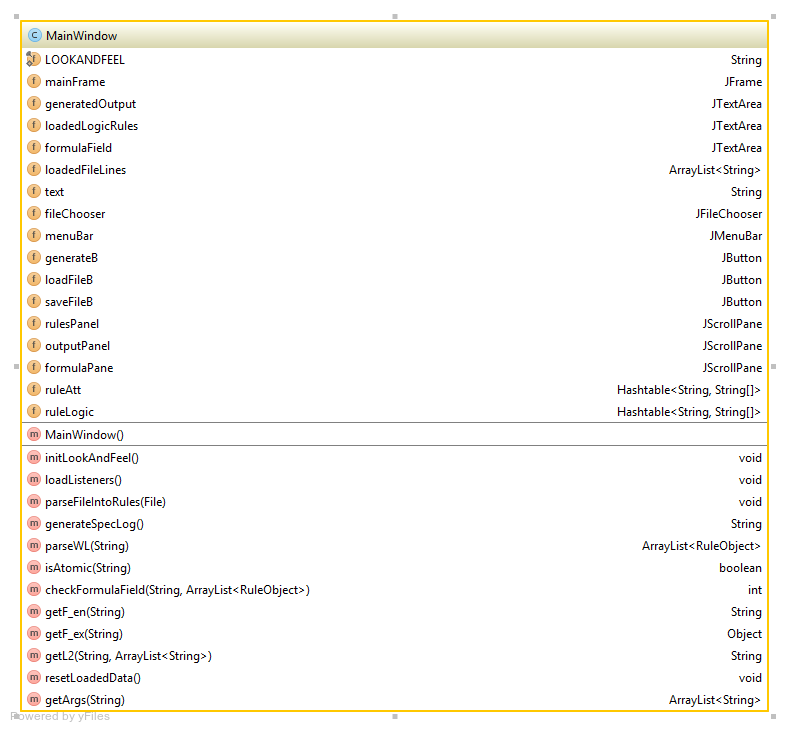 C MainWindow
f LOOKANDFEEL String
f mainFrame JFrame
f generatedOutput JTextArea
f loadedLogicRules JTextArea
f formulaField JTextArea
f loadedFileLines ArrayList<String>
f text String
f fileChooser JFileChooser
f menuBar JMenuBar
f generateB JButton
f loadFileB JButton
f saveFileB JButton
f rulesPanel JScrollPane
f outputPanel JScrollPane
f formulaPane JScrollPane
f ruleAtt Hashtable<String, String[]>
f ruleLogic Hashtable<String, String[]>
m MainWindow()
m initLookAndFeel() void
m loadListeners() void
m parseFileIntoRules(File) void
m generateSpecLog() String
m parseWL(String) ArrayList<RuleObject>
m isAtomic(String) boolean
m checkFormulaField(String, ArrayList<RuleObject>) int
m getF_en(String) String
m getF_ex(String) Object
m getL2(String, ArrayList<String>) String
m resetLoadedData() void
m getArgs(String) ArrayList<String>
Powered by yFiles